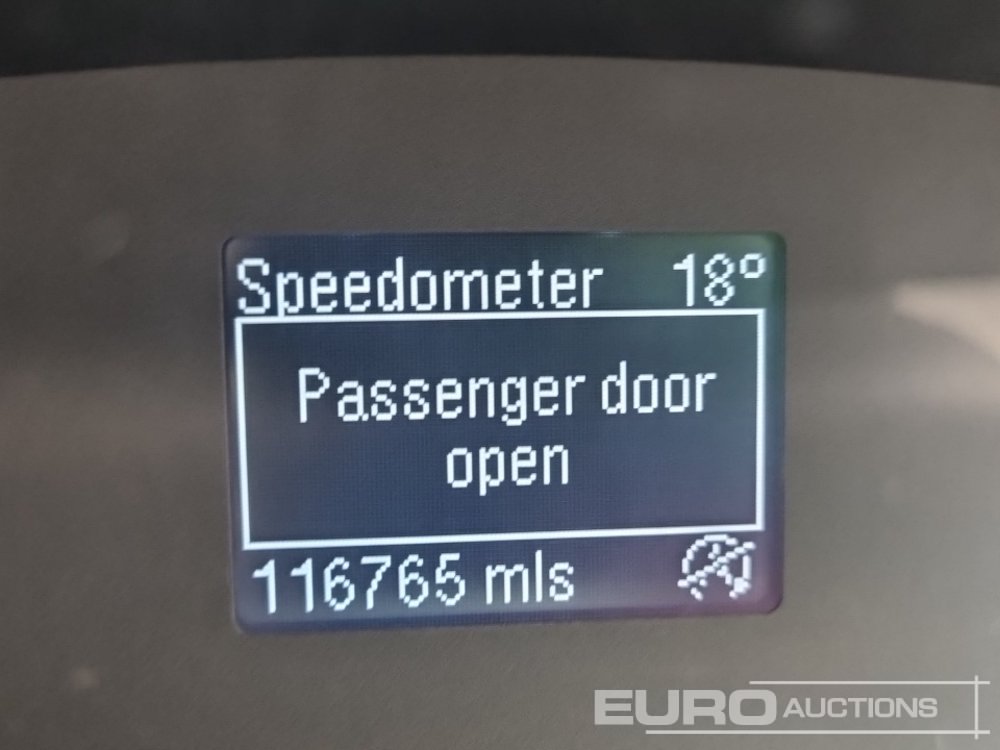 Speedometer 18°
Passenger door
open
116765 mls
EURO AUCTIONS